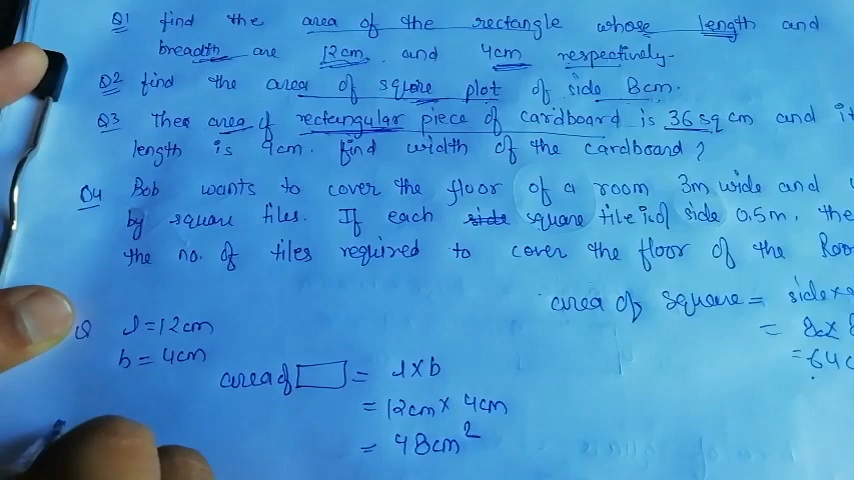 Q1 find the area of the rectangle whose length and
breadth are 12cm. and 4cm respectively.
Q2 find the area of square plot of side 8cm.
Q3 The area of rectangular piece of cardboard is 36 sq cm and it
length is 9cm. find width of the cardboard?
Q4 Bob wants to cover the floor of a room 3m wide and
by square tiles. If each square tile is of side 0.5m, the
the no. of tiles required to cover the floor of the Roo
area of square = side ×
= 8 × 8
= 64c
l = 12cm
b = 4cm
area of = l × b
= 12cm × 4cm
= 48cm²